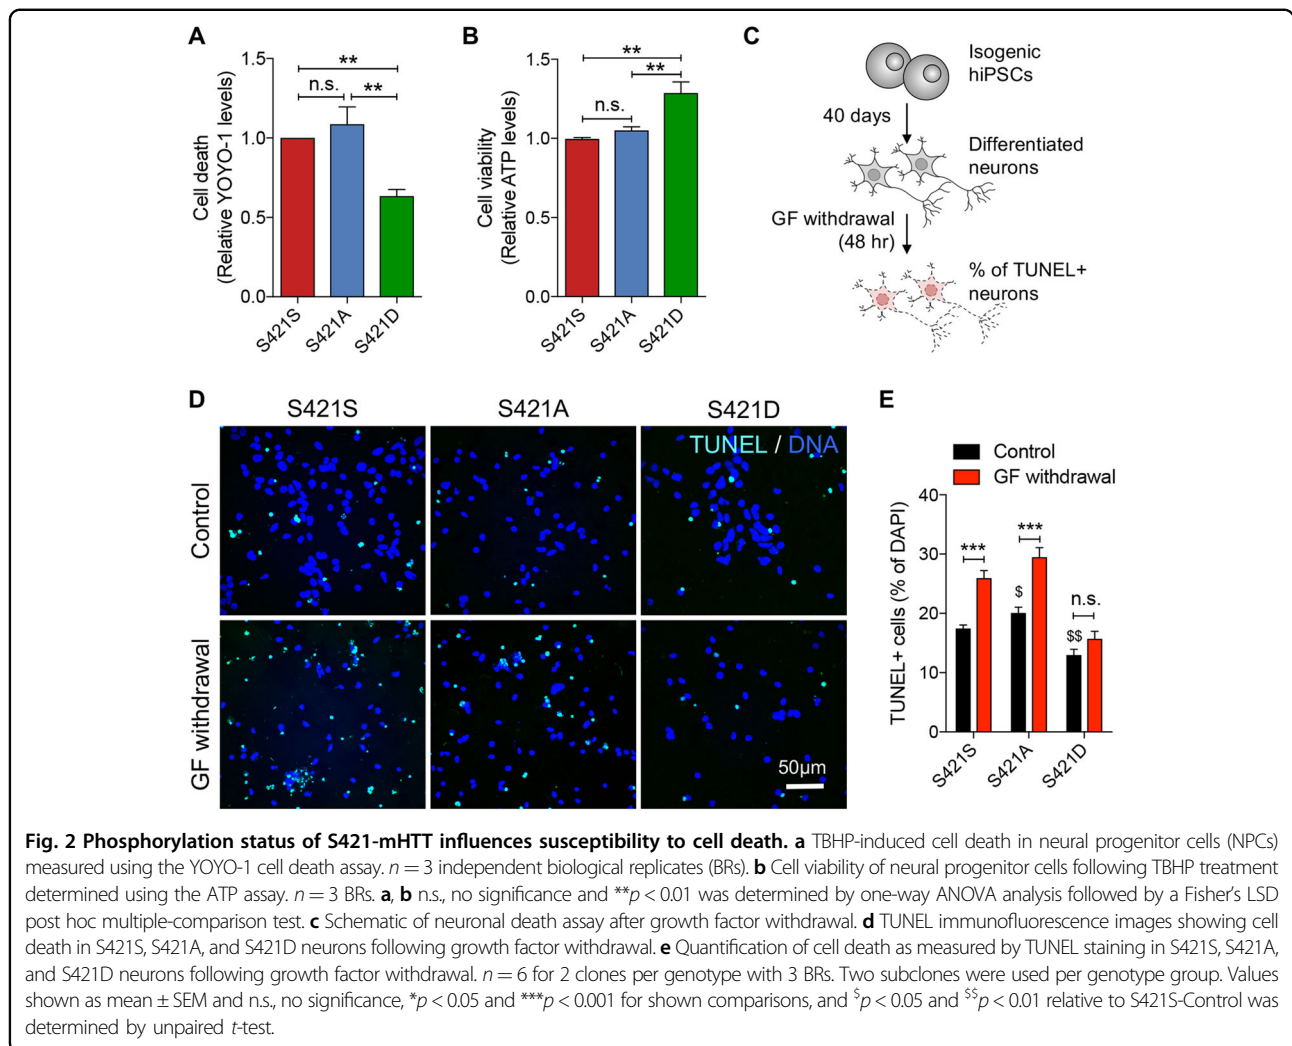 A
Cell death
(Relative YOYO-1 levels)
1.5
1.0
0.5
0.0
**
n.s.
**
S421S
S421A
S421D
B
Cell viability
(Relative ATP levels)
1.5
1.0
0.5
0.0
**
**
n.s.
S421S
S421A
S421D
C
Isogenic
hiPSCs
40 days
Differentiated
neurons
GF withdrawal
(48 hr)
% of TUNEL+
neurons
D
S421S
S421A
S421D
TUNEL / DNA
Control
GF withdrawal
50µm
E
Control
GF withdrawal
TUNEL+ cells (% of DAPI)
40
30
20
10
0
***
***
n.s.
$
$$
S421S
S421A
S421D
Fig. 2 Phosphorylation status of S421-mHTT influences susceptibility to cell death. a TBHP-induced cell death in neural progenitor cells (NPCs)
measured using the YOYO-1 cell death assay. n = 3 independent biological replicates (BRs). b Cell viability of neural progenitor cells following TBHP treatment
determined using the ATP assay. n = 3 BRs. a, b n.s., no significance and **p < 0.01 was determined by one-way ANOVA analysis followed by a Fisher's LSD
post hoc multiple-comparison test. c Schematic of neuronal death assay after growth factor withdrawal. d TUNEL immunofluorescence images showing cell
death in S421S, S421A, and S421D neurons following growth factor withdrawal. e Quantification of cell death as measured by TUNEL staining in S421S, S421A,
and S421D neurons following growth factor withdrawal. n = 6 for 2 clones per genotype with 3 BRs. Two subclones were used per genotype group. Values
shown as mean ± SEM and n.s., no significance, *p < 0.05 and ***p < 0.001 for shown comparisons, and $p < 0.05 and $$p < 0.01 relative to S421S-Control was
determined by unpaired t-test.